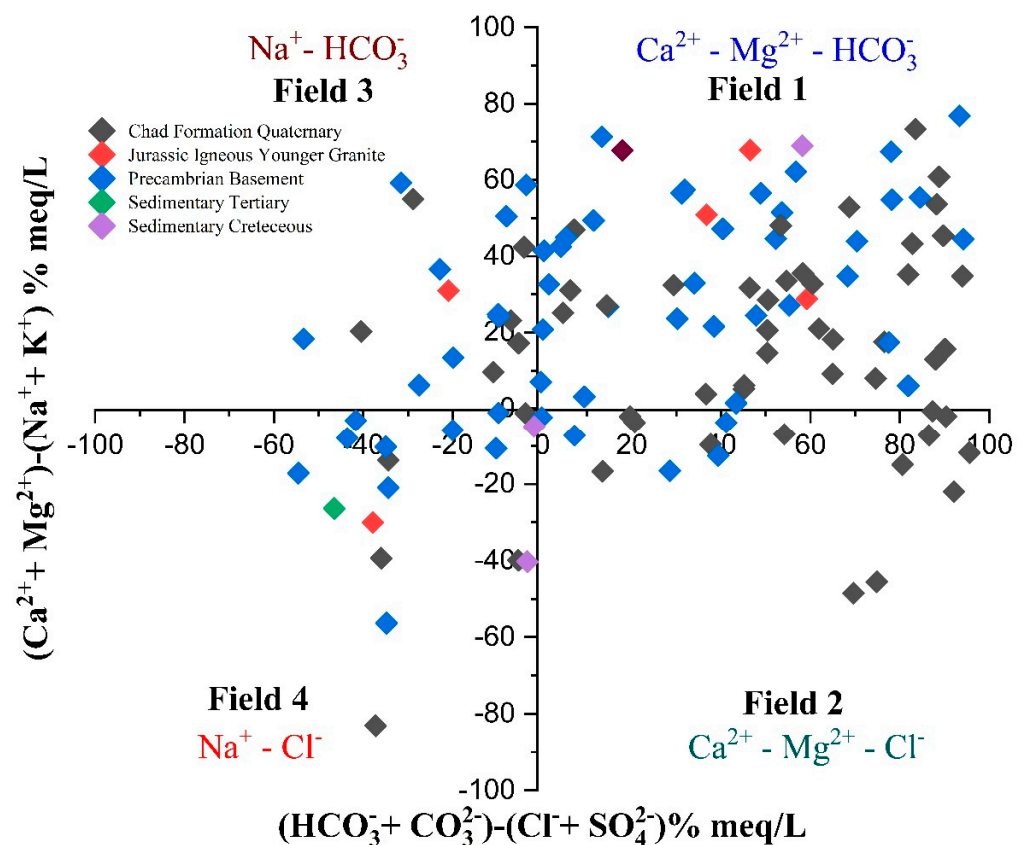 100
Na⁺- HCO₃⁻
Ca²⁺ - Mg²⁺ - HCO₃⁻
Field 3
Field 1
80
Chad Formation Quaternary
Jurassic Igneous Younger Granite
Precambrian Basement
Sedimentary Tertiary
Sedimentary Creteceous
60
40
20
0
-100 -80 -60 -40 -20 0 20 40 60 80 100
-20
-40
-60
-80
-100
(Ca²⁺+ Mg²⁺)-(Na⁺+ K⁺) % meq/L
Field 4
Field 2
Na⁺ - Cl⁻
Ca²⁺ - Mg²⁺ - Cl⁻
(HCO₃⁻+ CO₃²⁻)-(Cl⁻+ SO₄²⁻)% meq/L